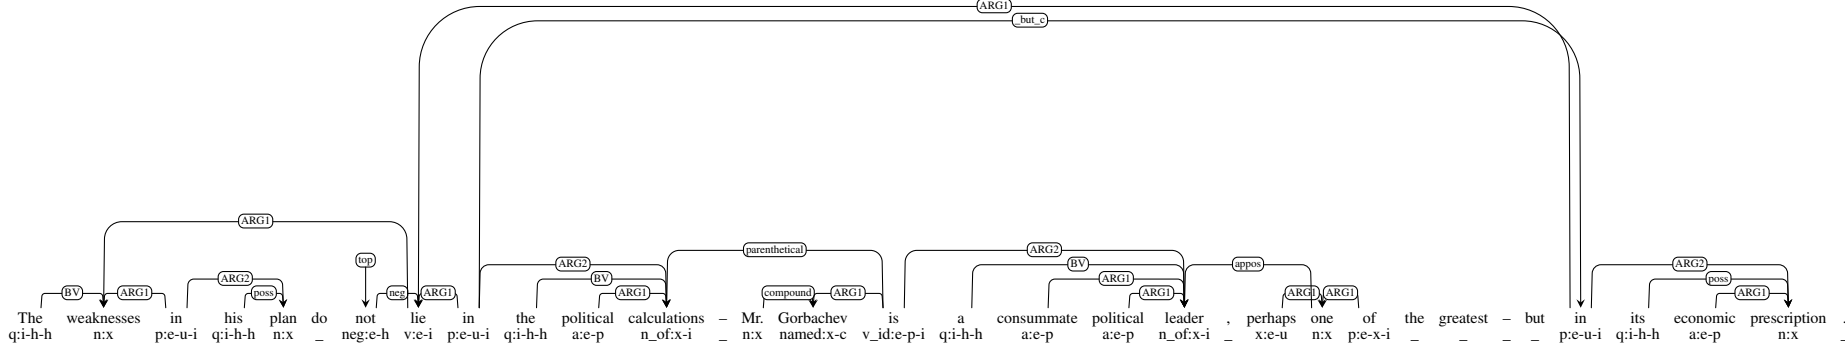 ARG1
_but_c
ARG1
parenthetical ARG2
top ARG2 BV appos ARG2
ARG2 BV ARG1 poss
BV ARG1 poss neg ARG1 ARG1 compound ARG1 ARG1 ARG1 ARG1 ARG1
The weaknesses in his plan do not lie in the political calculations – Mr. Gorbachev is a consummate political leader , perhaps one of the greatest – but in its economic prescription .
q:i-h-h n:x p:e-u-i q:i-h-h n:x _ neg:e-h v:e-i p:e-u-i q:i-h-h a:e-p n_of:x-i _ n:x named:x-c v_id:e-p-i q:i-h-h a:e-p a:e-p n_of:x-i _ x:e-u n:x p:e-x-i _ _ _ _ p:e-u-i q:i-h-h a:e-p n:x _